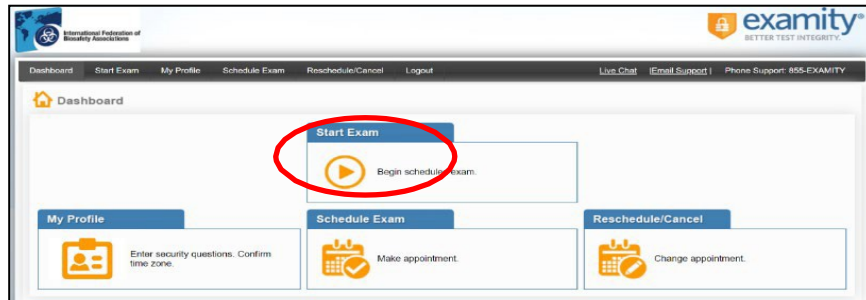 International Federation of
Biosafety Associations
examity®
BETTER TEST INTEGRITY.
Dashboard Start Exam My Profile Schedule Exam Reschedule/Cancel Logout Live Chat |Email Support| Phone Support: 855-EXAMITY
Dashboard
Start Exam
Begin scheduled exam.
My Profile
Enter security questions. Confirm
time zone.
Schedule Exam
Make appointment.
Reschedule/Cancel
Change appointment.